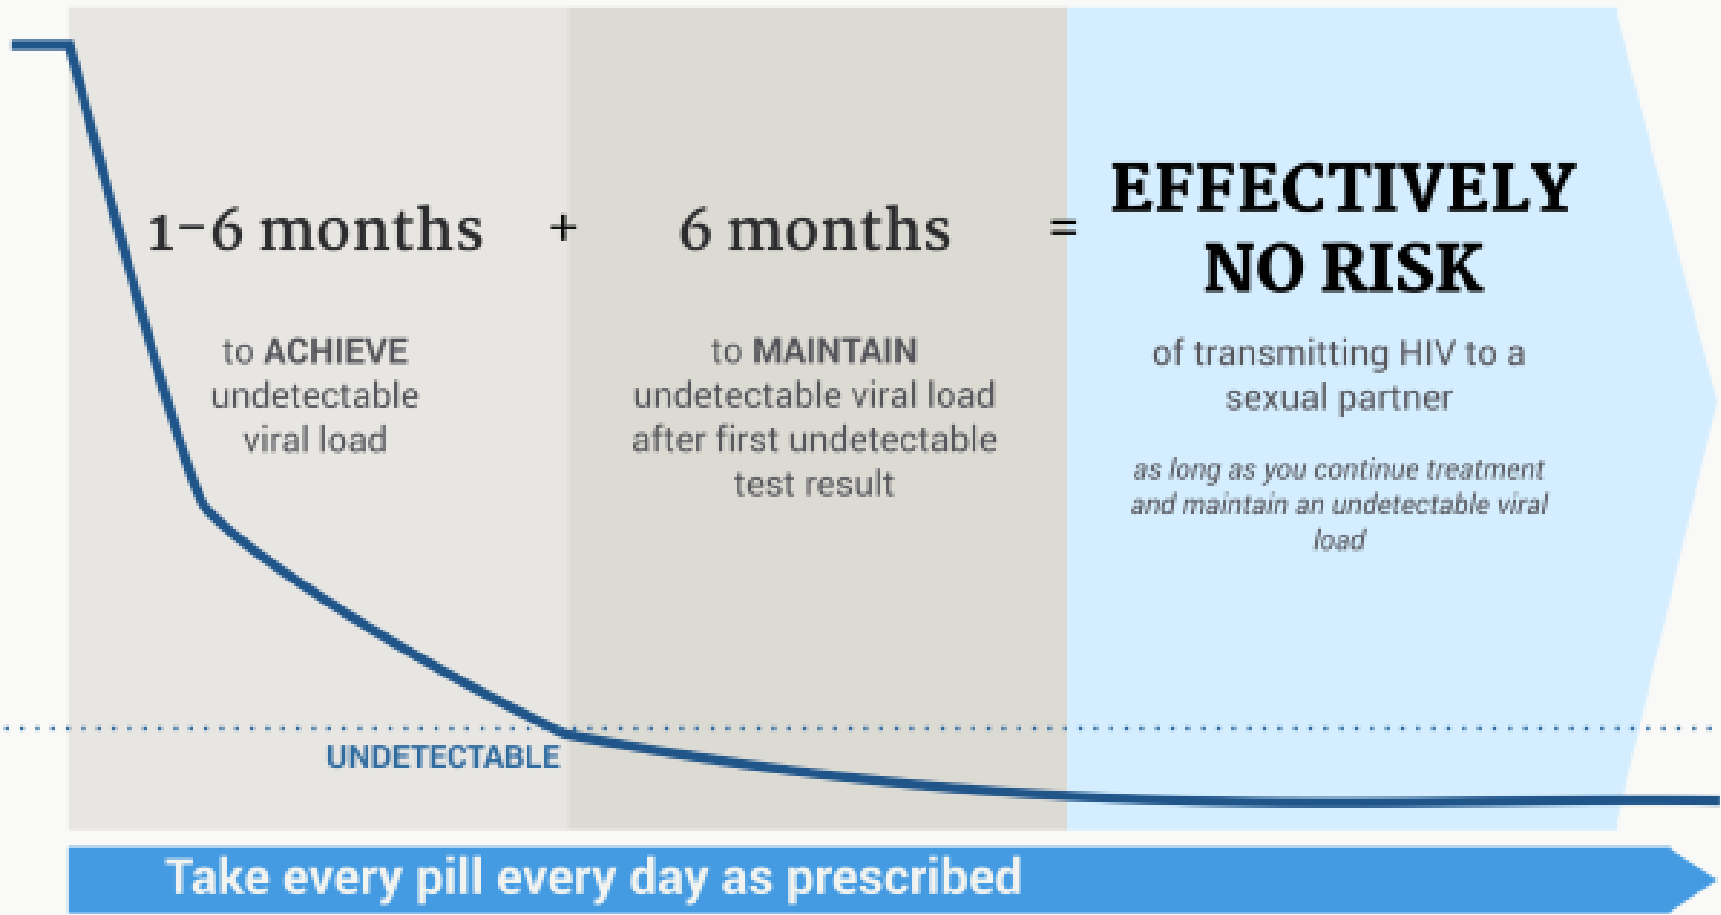 1–6 months
to ACHIEVE
undetectable
viral load
+
6 months
to MAINTAIN
undetectable viral load
after first undetectable
test result
=
EFFECTIVELY
NO RISK
of transmitting HIV to a
sexual partner
as long as you continue treatment
and maintain an undetectable viral
load
UNDETECTABLE
Take every pill every day as prescribed